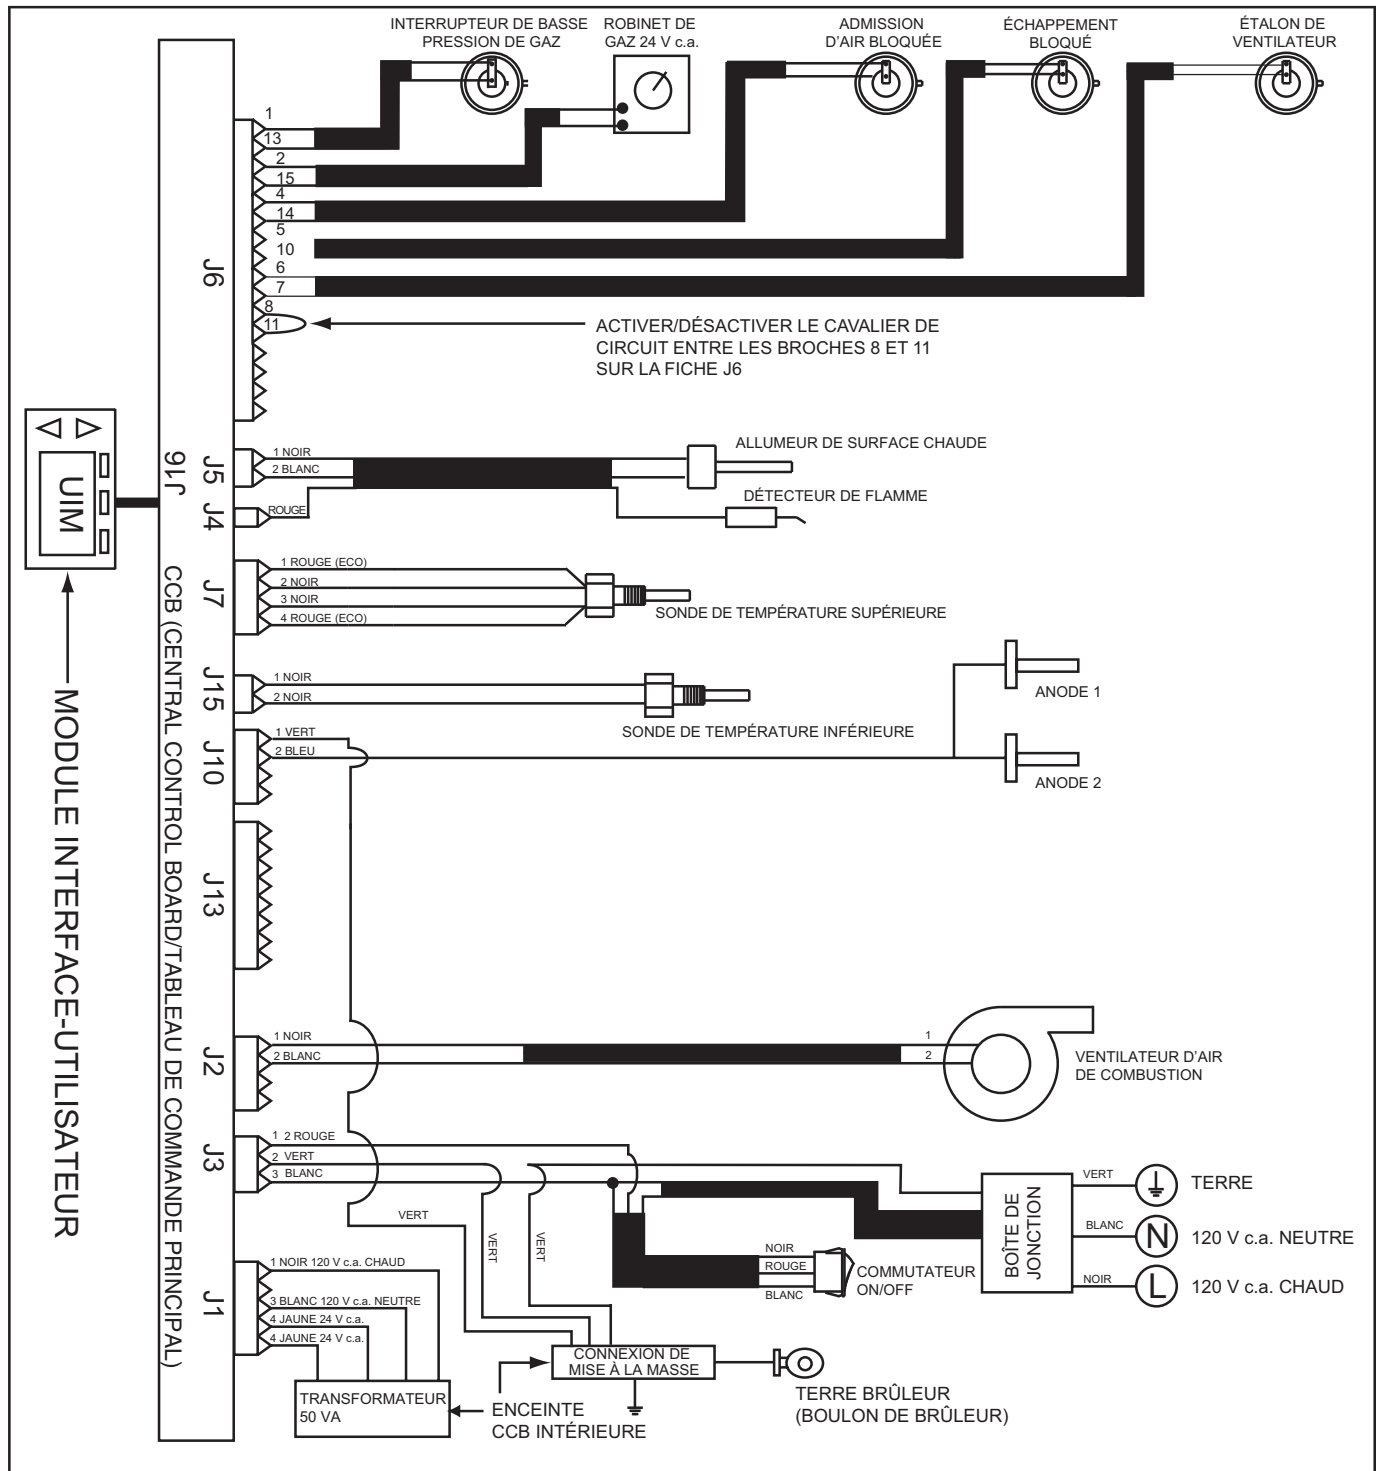 INTERRUPTEUR DE BASSE
PRESSION DE GAZ
ROBINET DE
GAZ 24 V c.a.
ADMISSION
D'AIR BLOQUÉE
ÉCHAPPEMENT
BLOQUÉ
ÉTALON DE
VENTILATEUR
1
13
2
15
4
14
5
10
6
7
8
11
J6
ACTIVER/DÉSACTIVER LE CAVALIER DE
CIRCUIT ENTRE LES BROCHES 8 ET 11
SUR LA FICHE J6
UIM
MODULE INTERFACE-UTILISATEUR
J16
CCB (CENTRAL CONTROL BOARD/TABLEAU DE COMMANDE PRINCIPAL)
J5
1 NOIR
2 BLANC
ALLUMEUR DE SURFACE CHAUDE
J4
ROUGE
DÉTECTEUR DE FLAMME
J7
1 ROUGE (ECO)
2 NOIR
3 NOIR
4 ROUGE (ECO)
SONDE DE TEMPÉRATURE SUPÉRIEURE
J15
1 NOIR
2 NOIR
SONDE DE TEMPÉRATURE INFÉRIEURE
ANODE 1
J10
1 VERT
2 BLEU
ANODE 2
J13
J2
1 NOIR
2 BLANC
1
2
VENTILATEUR D'AIR
DE COMBUSTION
J3
1 2 ROUGE
2 VERT
3 BLANC
VERT
VERT
VERT
NOIR
ROUGE
BLANC
COMMUTATEUR
ON/OFF
BOÎTE DE
JONCTION
VERT
TERRE
BLANC
N
120 V c.a. NEUTRE
NOIR
L
120 V c.a. CHAUD
J1
1 NOIR 120 V c.a. CHAUD
3 BLANC 120 V c.a. NEUTRE
4 JAUNE 24 V c.a.
4 JAUNE 24 V c.a.
TRANSFORMATEUR
50 VA
ENCEINTE
CCB INTÉRIEURE
CONNEXION DE
MISE À LA MASSE
TERRE BRÛLEUR
(BOULON DE BRÛLEUR)